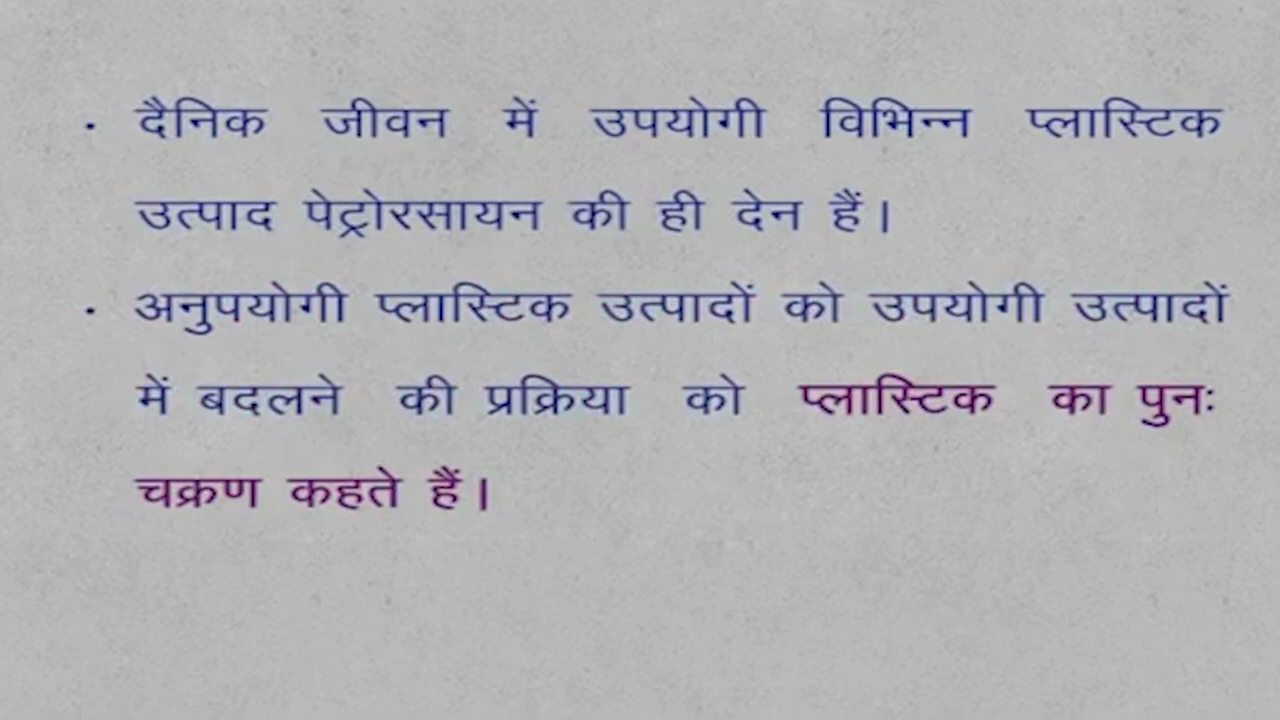 · दैनिक जीवन में उपयोगी विभिन्न प्लास्टिक
उत्पाद पेट्रोरसायन की ही देन हैं।
· अनुपयोगी प्लास्टिक उत्पादों को उपयोगी उत्पादों
में बदलने की प्रक्रिया को प्लास्टिक का पुनः
चक्रण कहते हैं।